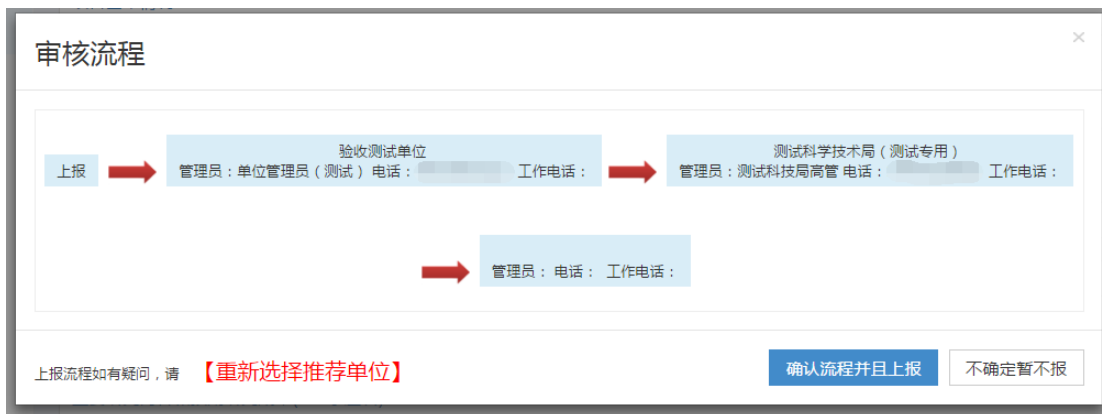 审核流程
×
上报
验收测试单位
管理员：单位管理员（测试）电话： 工作电话：
测试科学技术局（测试专用）
管理员：测试科技局高管 电话： 工作电话：
管理员： 电话： 工作电话：
上报流程如有疑问，请 【重新选择推荐单位】
确认流程并且上报
不确定暂不报